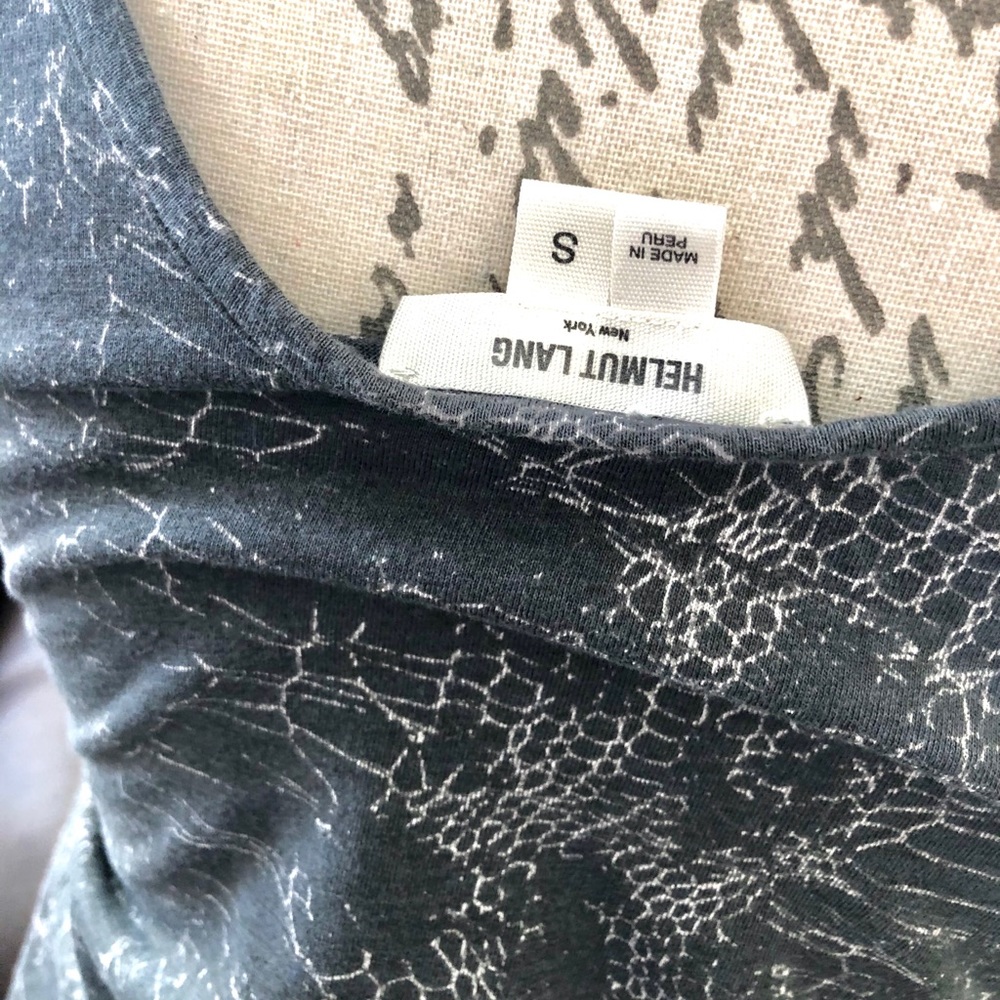 HELMUT LANG
New York
S
MADE IN
PERU